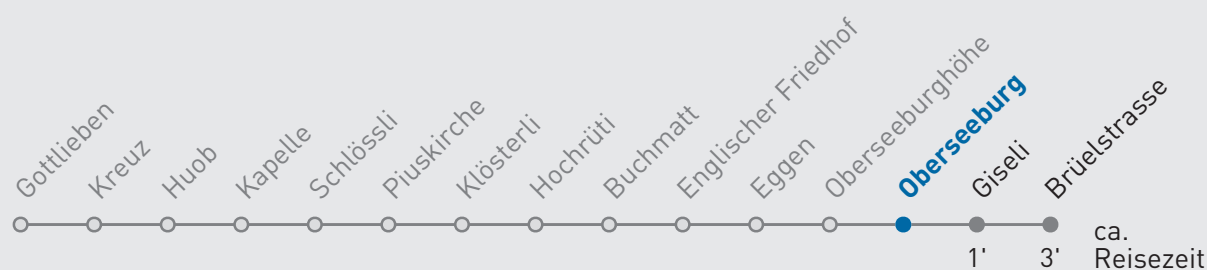 Gottlieben
Kreuz
Huob
Kapelle
Schlössli
Piuskirche
Klösterli
Hochrüti
Buchmatt
Englischer Friedhof
Eggen
Oberseeburghöhe
Oberseeburg
Giseli
Brüelstrasse
ca.
1' 3' Reisezeit